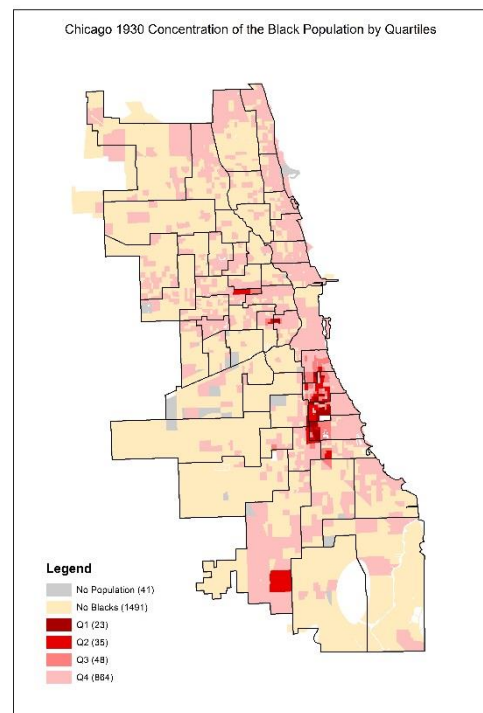 Chicago 1930 Concentration of the Black Population by Quartiles
Legend
No Population (41)
No Blacks (1491)
Q1 (23)
Q2 (35)
Q3 (48)
Q4 (864)